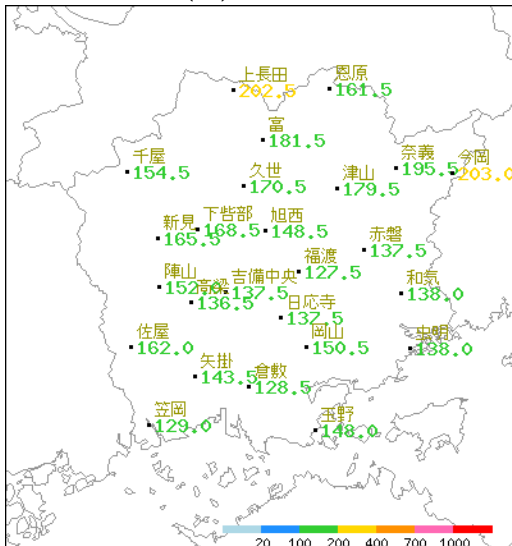 上長田
202.5
恩原
161.5
富
181.5
千屋
154.5
久世
170.5
津山
179.5
奈義
195.5
今岡
203.0
新見
165.5
下呰部
168.5
旭西
148.5
赤磐
137.5
福渡
127.5
陣山
152.0
高梁
136.5
吉備中央
137.5
和気
138.0
日応寺
137.5
佐屋
162.0
岡山
150.5
虫明
138.0
矢掛
143.5
倉敷
128.5
笠岡
129.0
玉野
148.0
20 100 200 400 700 1000